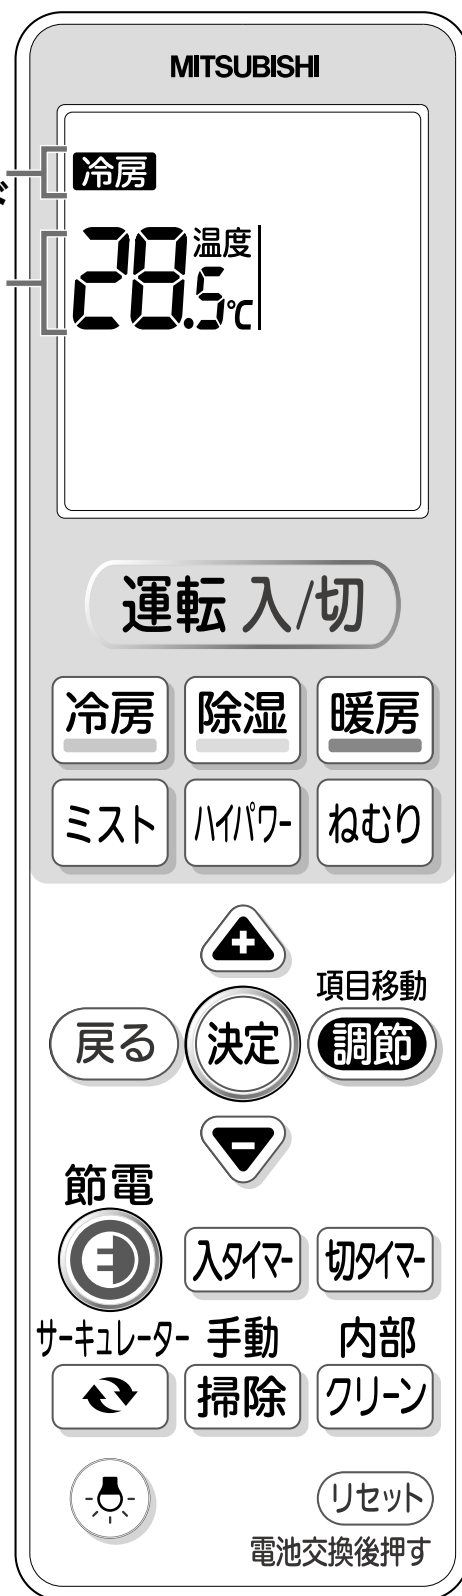 MITSUBISHI
冷房
28.5℃ 温度
運転 入/切
冷房 除湿 暖房
ミスト ハイパワー ねむり
+
項目移動
戻る 決定 調節
-
節電
入タイマー 切タイマー
サーキュレーター 手動 内部
掃除 クリーン
リセット
電池交換後押す